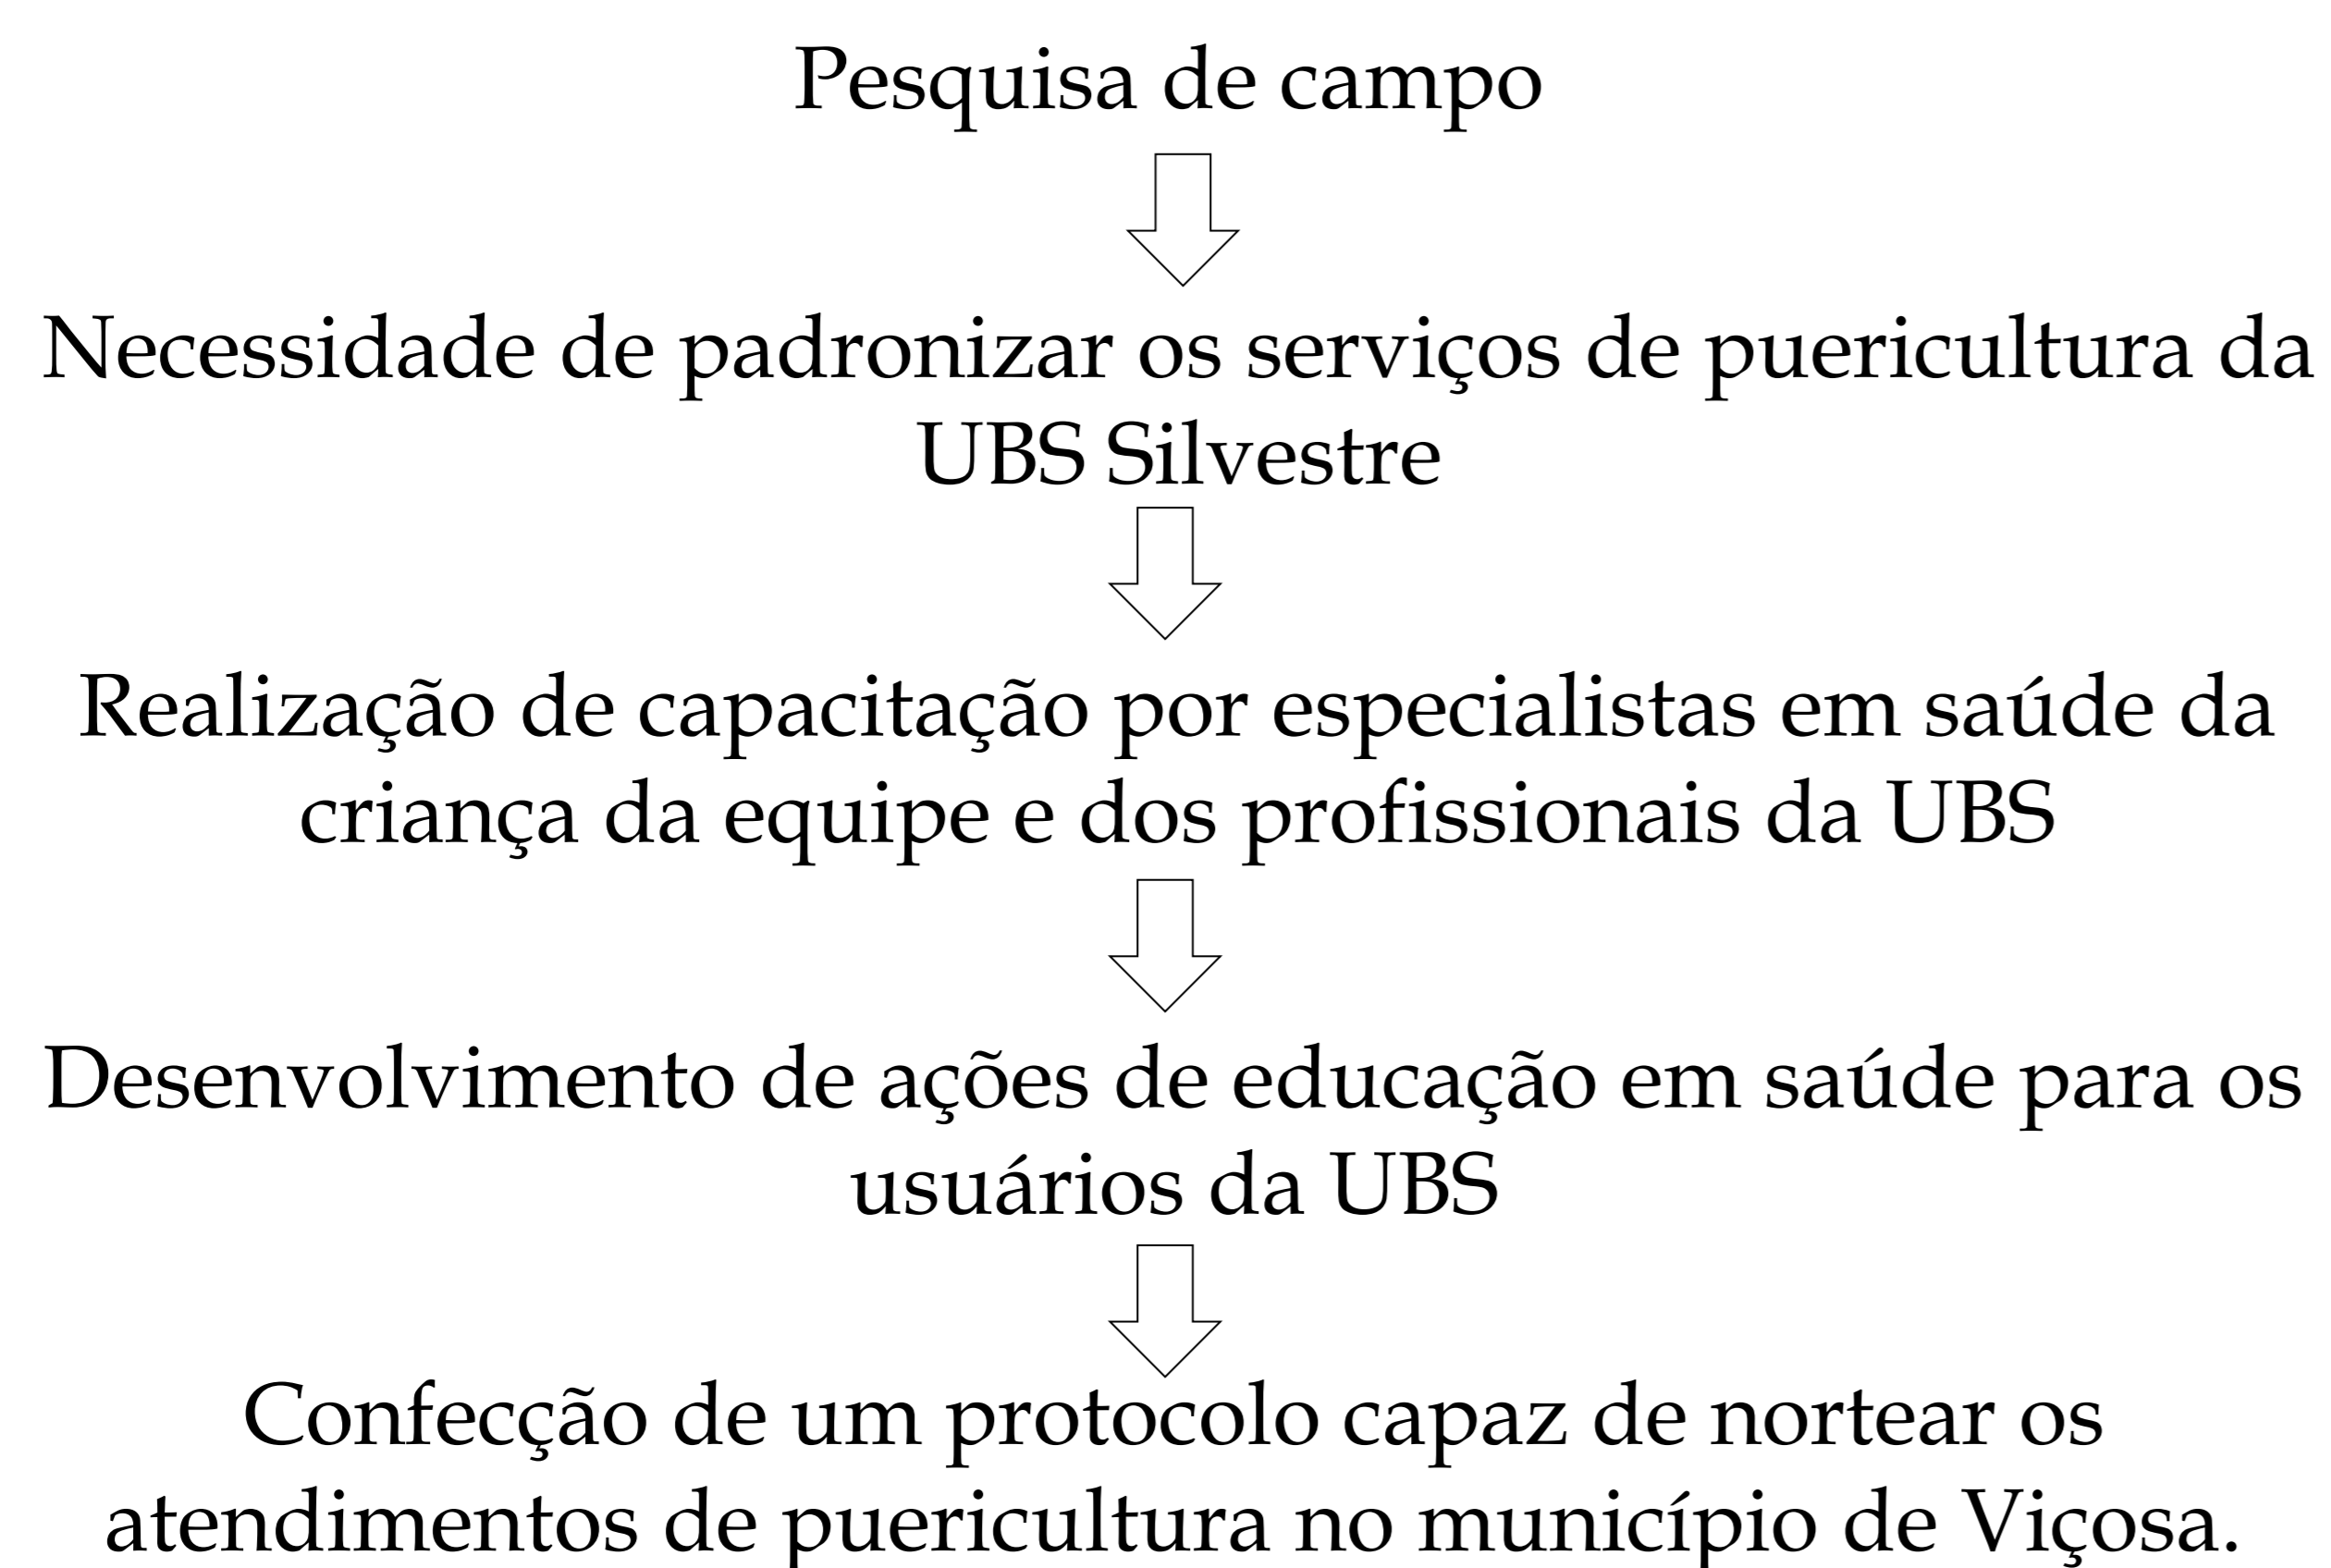 Pesquisa de campo
Necessidade de padronizar os serviços de puericultura da
UBS Silvestre
Realização de capacitação por especialistas em saúde da
criança da equipe e dos profissionais da UBS
Desenvolvimento de ações de educação em saúde para os
usuários da UBS
Confecção de um protocolo capaz de nortear os
atendimentos de puericultura no município de Viçosa.